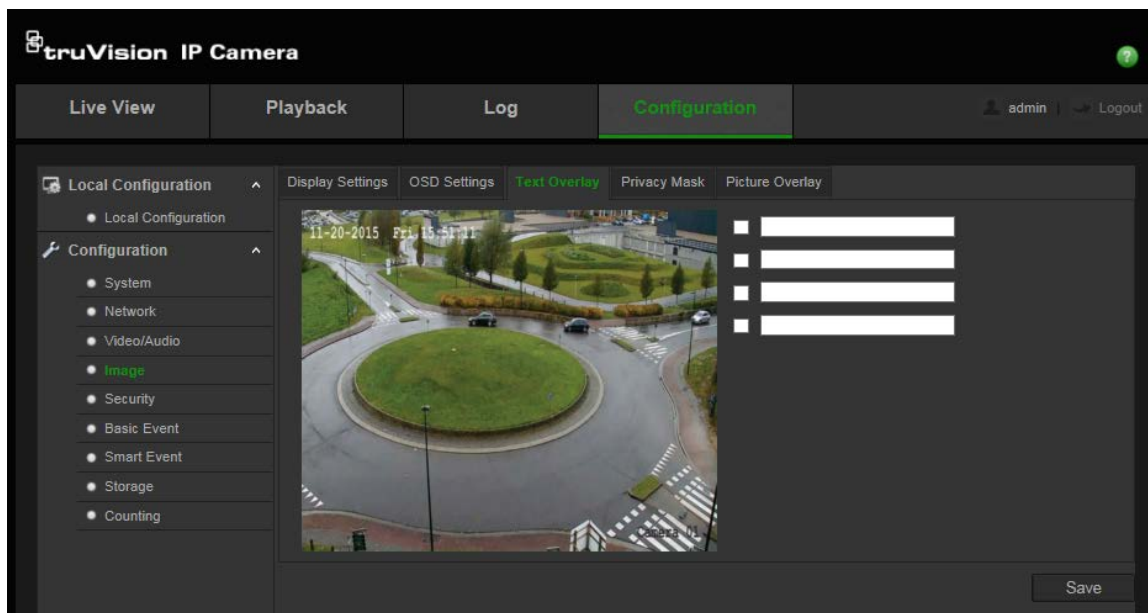 truVision IP Camera
?
Live View Playback Log Configuration admin | Logout
Local Configuration
Local Configuration
Configuration
System
Network
Video/Audio
Image
Security
Basic Event
Smart Event
Storage
Counting
Display Settings OSD Settings Text Overlay Privacy Mask Picture Overlay
11-20-2015 Fri 15:51:11
Camera 01
Save